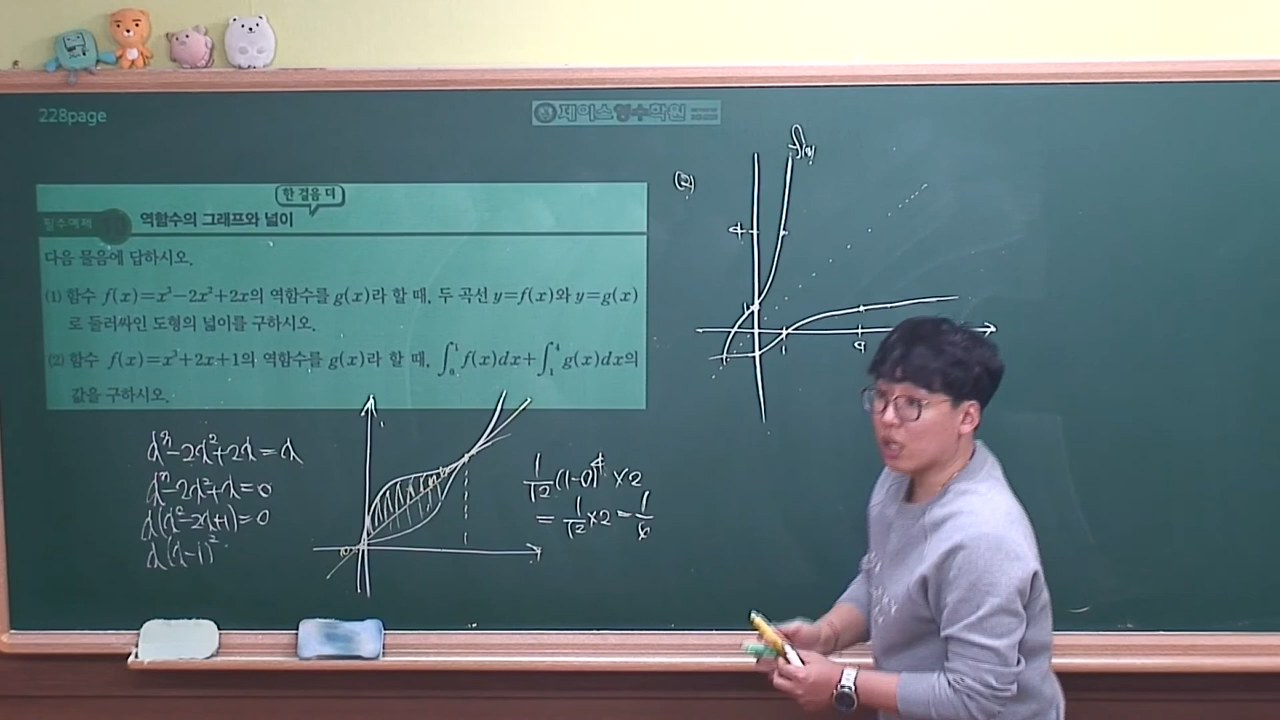 228page
제이스영수학원
한 걸음 더
필수예제 10 역함수의 그래프와 넓이
다음 물음에 답하시오.
(1) 함수 f(x)=x³-2x²+2x의 역함수를 g(x)라 할 때, 두 곡선 y=f(x)와 y=g(x)
로 둘러싸인 도형의 넓이를 구하시오.
(2) 함수 f(x)=x³+2x+1의 역함수를 g(x)라 할 때, ∫₀¹ f(x)dx+∫₁⁴ g(x)dx의
값을 구하시오.
x³-2x²+2x=x
x³-2x²+x=0
x(x²-2x+1)=0
x(x-1)²
1/12(1-0)⁴×2
=1/12×2=1/6
(2)
f(x)
4
1
1
4